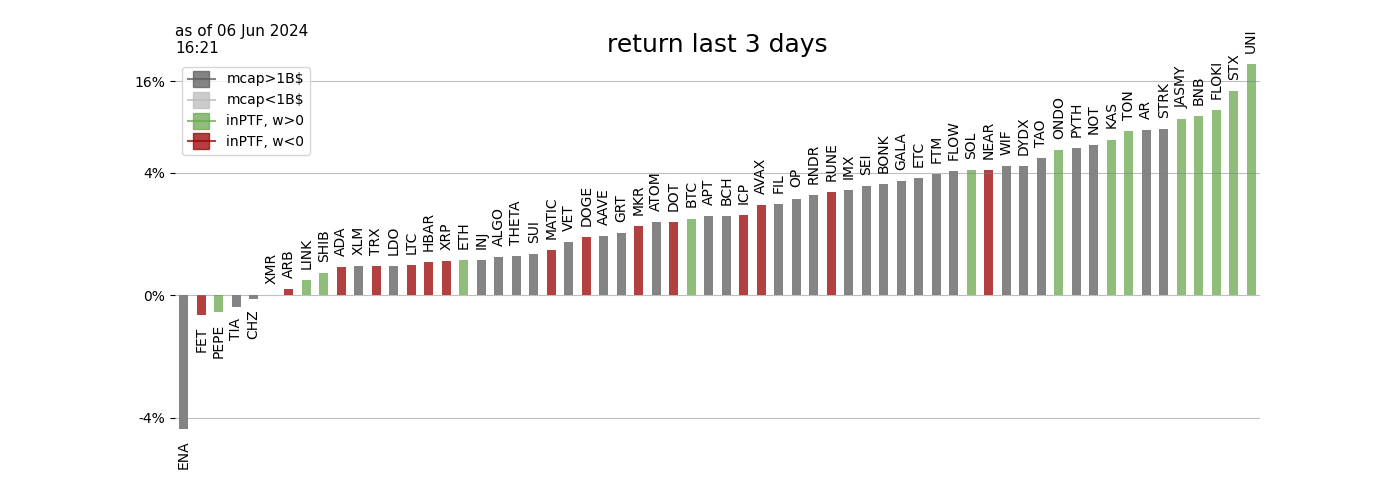 as of 06 Jun 2024
16:21
return last 3 days
mcap>1B$
mcap<1B$
inPTF, w>0
inPTF, w<0
16%
4%
0%
-4%
ENA
FET
PEPE
TIA
CHZ
XMR
ARB
LINK
SHIB
ADA
XLM
TRX
LDO
LTC
HBAR
XRP
ETH
INJ
ALGO
THETA
SUI
MATIC
VET
DOGE
AAVE
GRT
MKR
ATOM
DOT
BTC
APT
BCH
ICP
AVAX
FIL
OP
RNDR
RUNE
IMX
SEI
BONK
GALA
ETC
FTM
FLOW
SOL
NEAR
WIF
DYDX
TAO
ONDO
PYTH
NOT
KAS
TON
AR
STRK
JASMY
BNB
FLOKI
STX
UNI